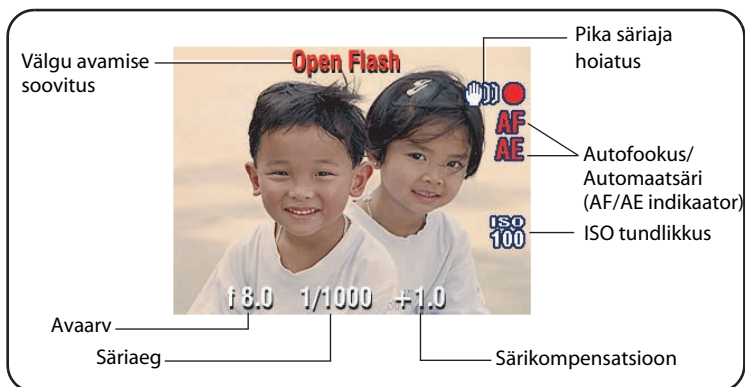 Pika säriaja
hoiatus
Välgu avamise
soovitus
Open Flash
AF
AE
Autofookus/
Automaatsäri
(AF/AE indikaator)
ISO
100
ISO tundlikkus
f 8.0 1/1000 +1.0
Avaarv
Säriaeg
Särikompensatsioon